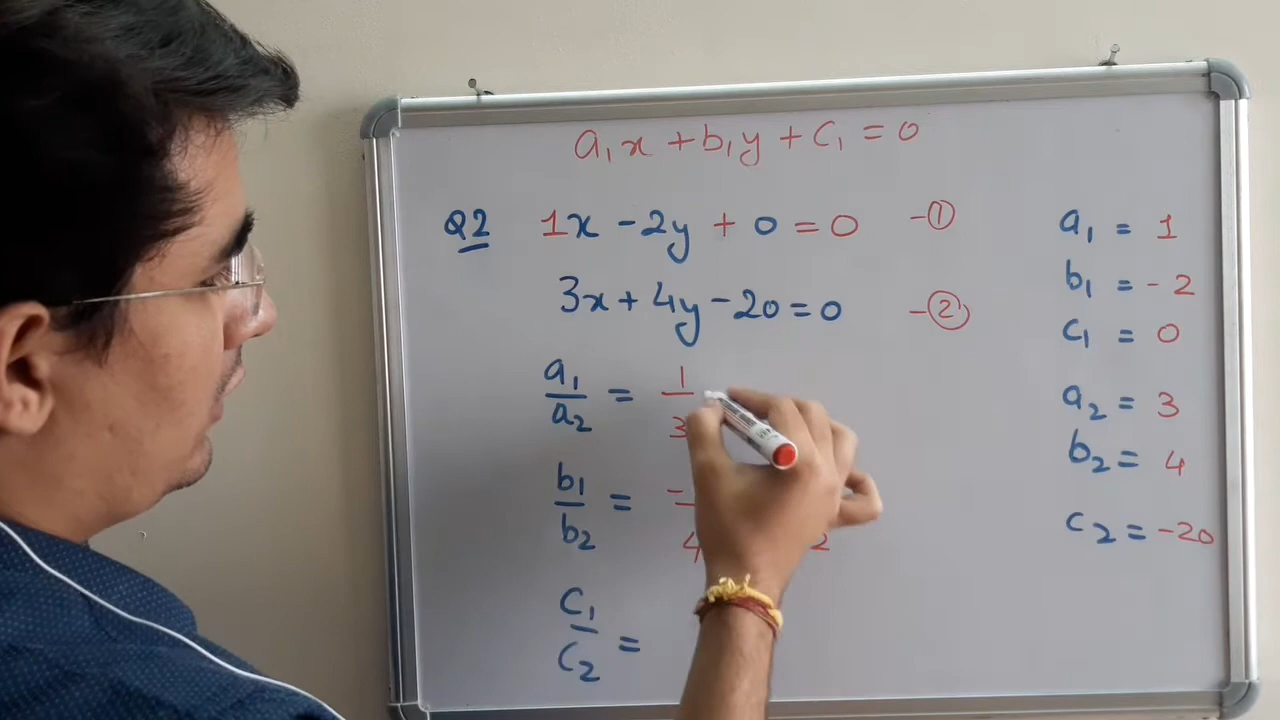 a₁x + b₁y + c₁ = 0
Q2 1x - 2y + 0 = 0 -①
3x + 4y - 20 = 0 -②
a₁/a₂ = 1/3
b₁/b₂ = - /4 2
c₁/c₂ =
a₁ = 1
b₁ = -2
c₁ = 0
a₂ = 3
b₂ = 4
c₂ = -20